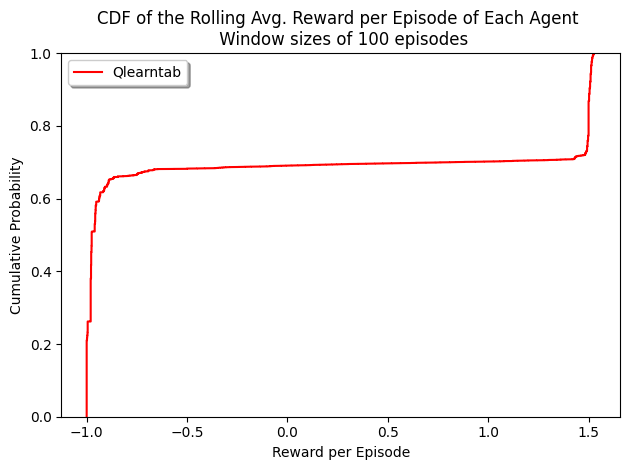 CDF of the Rolling Avg. Reward per Episode of Each Agent
Window sizes of 100 episodes
Qlearntab
Cumulative Probability
1.0
0.8
0.6
0.4
0.2
0.0
−1.0
−0.5
0.0
0.5
1.0
1.5
Reward per Episode